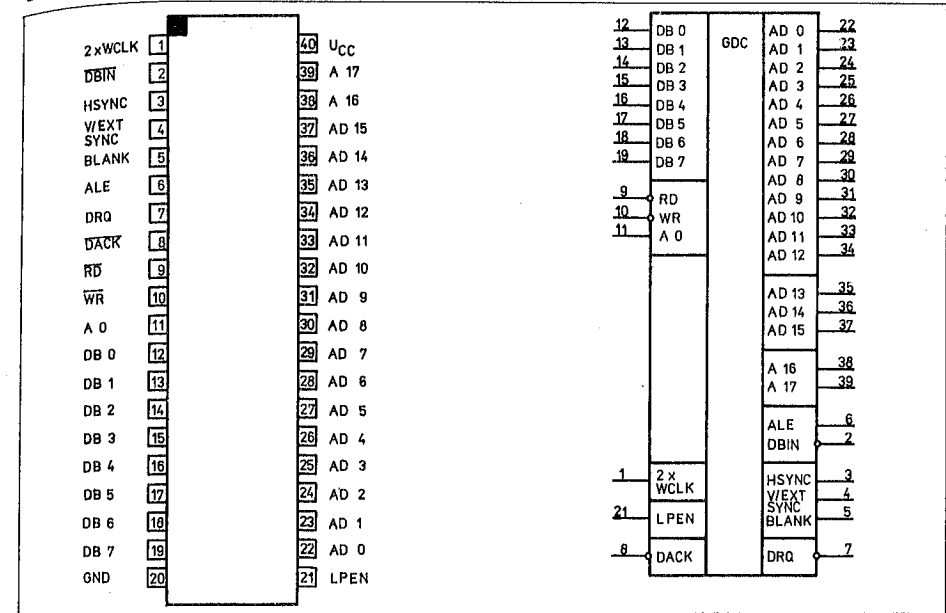 2xWCLK 1
DBIN 2
HSYNC 3
V/EXT 4
SYNC
BLANK 5
ALE 6
DRQ 7
DACK 8
RD 9
WR 10
A 0 11
DB 0 12
DB 1 13
DB 2 14
DB 3 15
DB 4 16
DB 5 17
DB 6 18
DB 7 19
GND 20
40 UCC
39 A 17
38 A 16
37 AD 15
36 AD 14
35 AD 13
34 AD 12
33 AD 11
32 AD 10
31 AD 9
30 AD 8
29 AD 7
28 AD 6
27 AD 5
26 AD 4
25 AD 3
24 AD 2
23 AD 1
22 AD 0
21 LPEN
12 DB 0
13 DB 1
14 DB 2
15 DB 3
16 DB 4
17 DB 5
18 DB 6
19 DB 7
9 RD
10 WR
11 A 0
1 2x
WCLK
21 LPEN
8 DACK
GDC
AD 0 22
AD 1 23
AD 2 24
AD 3 25
AD 4 26
AD 5 27
AD 6 28
AD 7 29
AD 8 30
AD 9 31
AD 10 32
AD 11 33
AD 12 34
AD 13 35
AD 14 36
AD 15 37
A 16 38
A 17 39
ALE 6
DBIN 2
HSYNC 3
V/EXT 4
SYNC
BLANK 5
DRQ 7